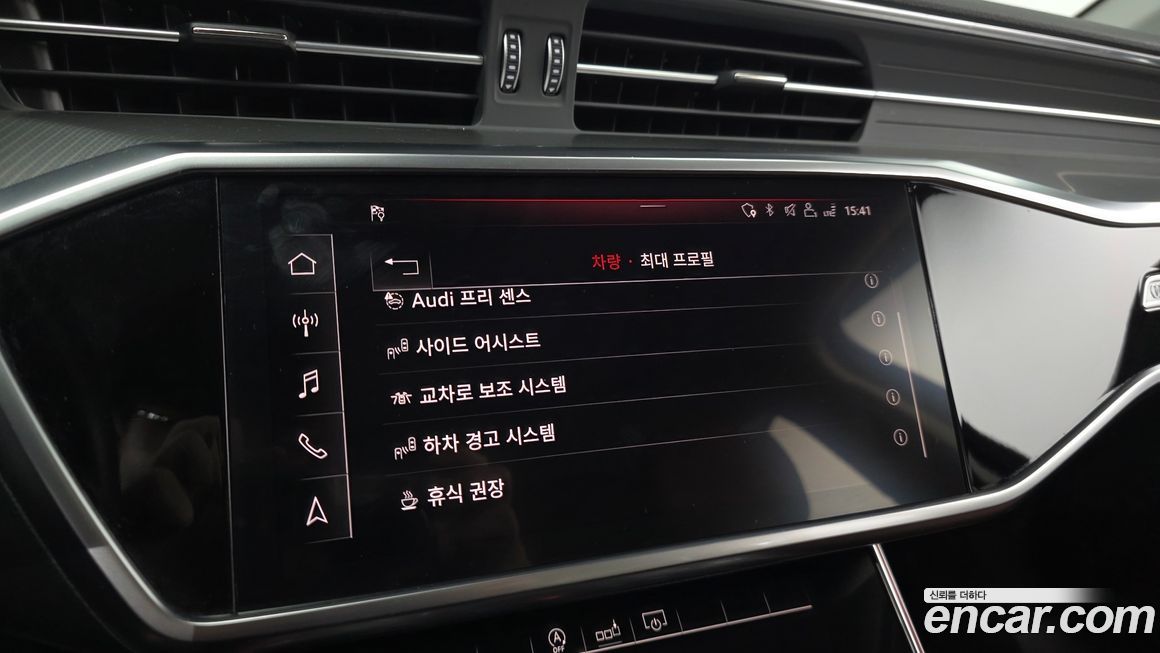 15:41
차량 · 최대 프로필
Audi 프리 센스
사이드 어시스트
교차로 보조 시스템
하차 경고 시스템
휴식 권장
A
OFF
신뢰를 더하다
encar.com